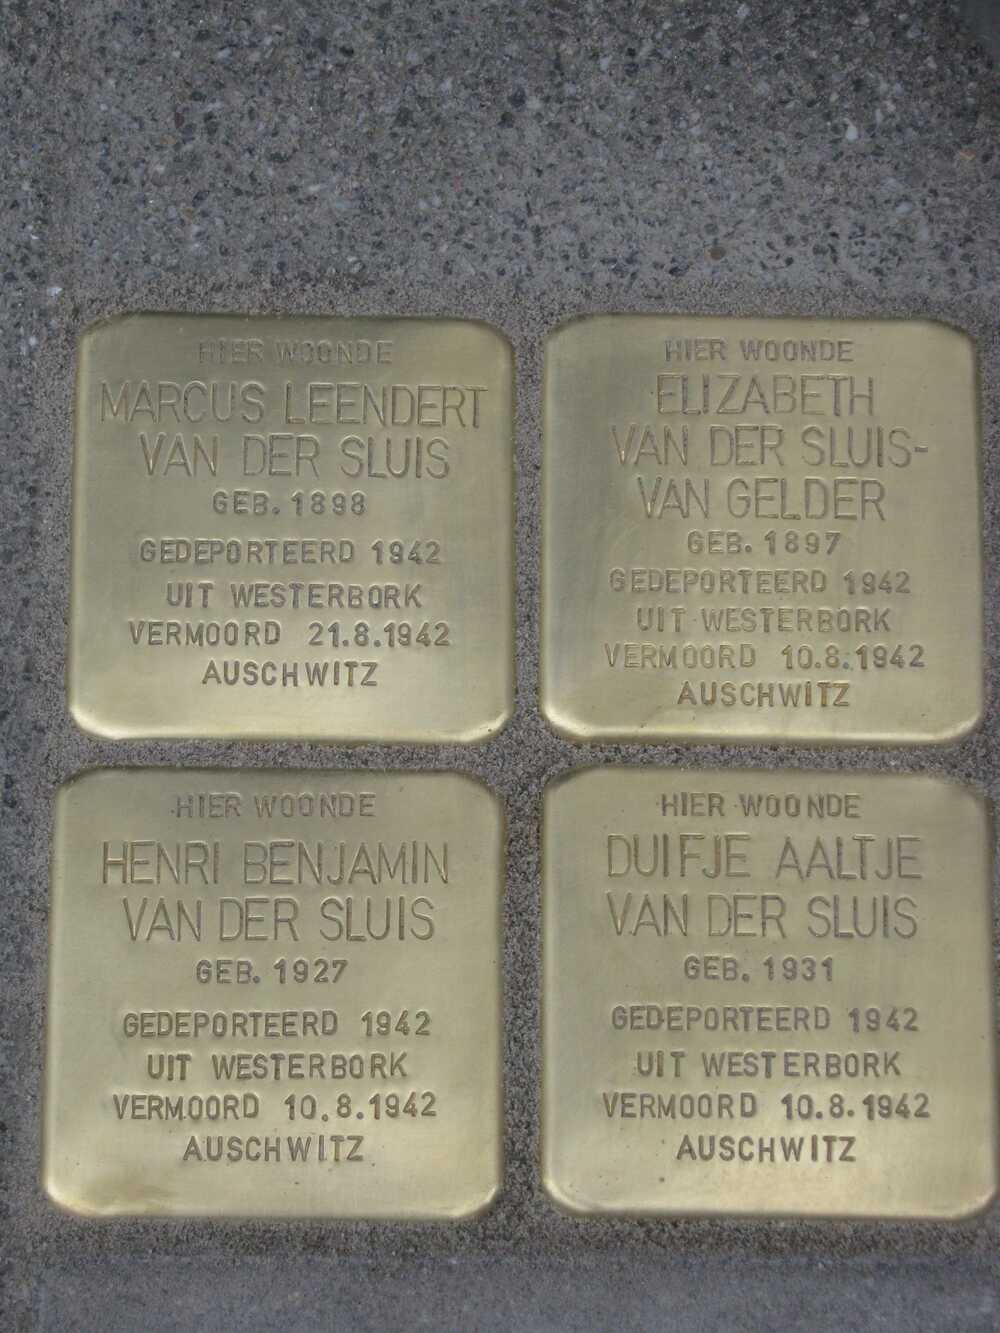 HIER WOONDE
MARCUS LEENDERT
VAN DER SLUIS
GEB. 1898
GEDEPORTEERD 1942
UIT WESTERBORK
VERMOORD 21.8.1942
AUSCHWITZ
HIER WOONDE
ELIZABETH
VAN DER SLUIS-
VAN GELDER
GEB. 1897
GEDEPORTEERD 1942
UIT WESTERBORK
VERMOORD 10.8.1942
AUSCHWITZ
HIER WOONDE
HENRI BENJAMIN
VAN DER SLUIS
GEB. 1927
GEDEPORTEERD 1942
UIT WESTERBORK
VERMOORD 10.8.1942
AUSCHWITZ
HIER WOONDE
DUIFJE AALTJE
VAN DER SLUIS
GEB. 1931
GEDEPORTEERD 1942
UIT WESTERBORK
VERMOORD 10.8.1942
AUSCHWITZ